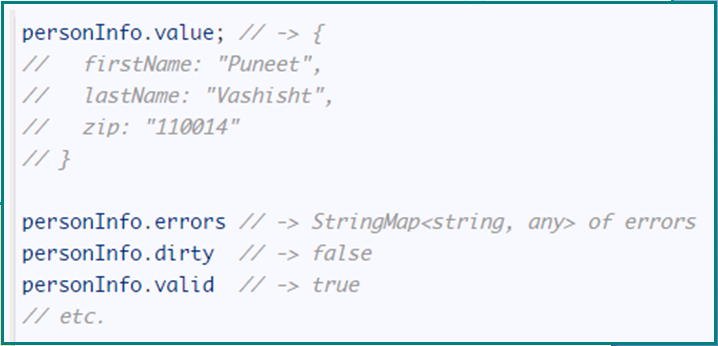 personInfo.value; // -> {
//   firstName: "Puneet",
//   lastName: "Vashisht",
//   zip: "110014"
// }
personInfo.errors // -> StringMap<string, any> of errors
personInfo.dirty  // -> false
personInfo.valid  // -> true
// etc.